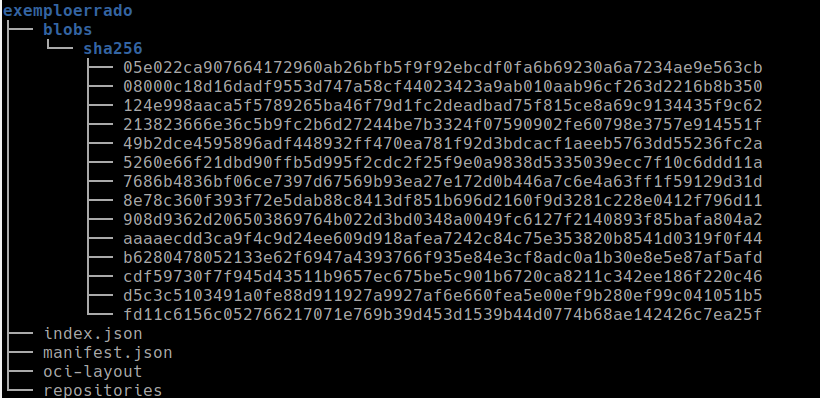 exemploerrado
blobs
sha256
05e022ca907664172960ab26bfb5f9f92ebcdf0fa6b69230a6a7234ae9e563cb
08000c18d16dadf9553d747a58cf44023423a9ab010aab96cf263d2216b8b350
124e998aaca5f5789265ba46f79d1fc2deadbad75f815ce8a69c9134435f9c62
213823666e36c5b9fc2b6d27244be7b3324f07590902fe60798e3757e914551f
49b2dce4595896adf448932ff470ea781f92d3bdcacf1aeeb5763dd55236fc2a
5260e66f21dbd90ffb5d995f2cdc2f25f9e0a9838d5335039ecc7f10c6ddd11a
7686b4836bf06ce7397d67569b93ea27e172d0b446a7c6e4a63ff1f59129d31d
8e78c360f393f72e5dab88c8413df851b696d2160f9d3281c228e0412f796d11
908d9362d206503869764b022d3bd0348a0049fc6127f2140893f85bafa804a2
aaaaecdd3ca9f4c9d24ee609d918afea7242c84c75e353820b8541d0319f0f44
b6280478052133e62f6947a4393766f935e84e3cf8adc0a1b30e8e5e87af5afd
cdf59730f7f945d43511b9657ec675be5c901b6720ca8211c342ee186f220c46
d5c3c5103491a0fe88d911927a9927af6e660fea5e00ef9b280ef99c041051b5
fd11c6156c052766217071e769b39d453d1539b44d0774b68ae142426c7ea25f
index.json
manifest.json
oci-layout
repositories